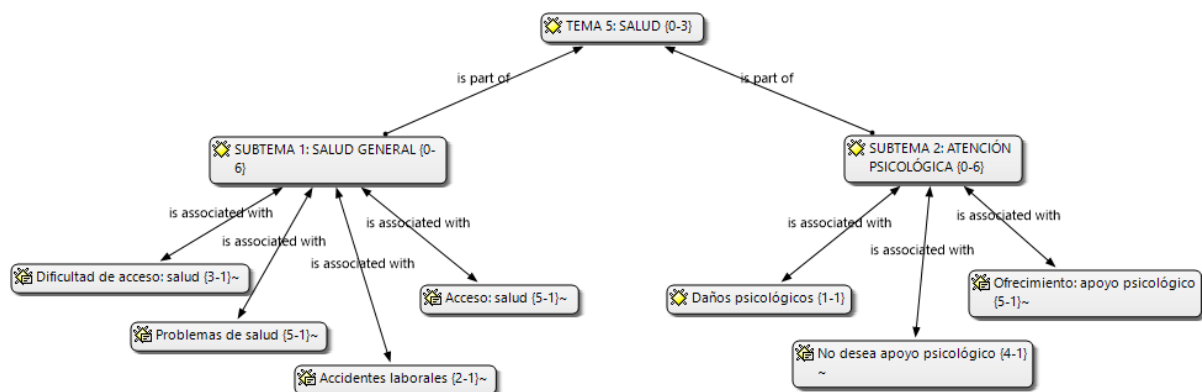 TEMA 5: SALUD {0-3}
is part of
is part of
SUBTEMA 1: SALUD GENERAL {0-
6}
SUBTEMA 2: ATENCIÓN
PSICOLÓGICA {0-6}
is associated with
is associated with
is associated with
is associated with
is associated with
is associated with
is associated with
Dificultad de acceso: salud {3-1}~
Problemas de salud {5-1}~
Accidentes laborales {2-1}~
Acceso: salud {5-1}~
Daños psicológicos {1-1}
No desea apoyo psicológico {4-1}
~
Ofrecimiento: apoyo psicológico
{5-1}~